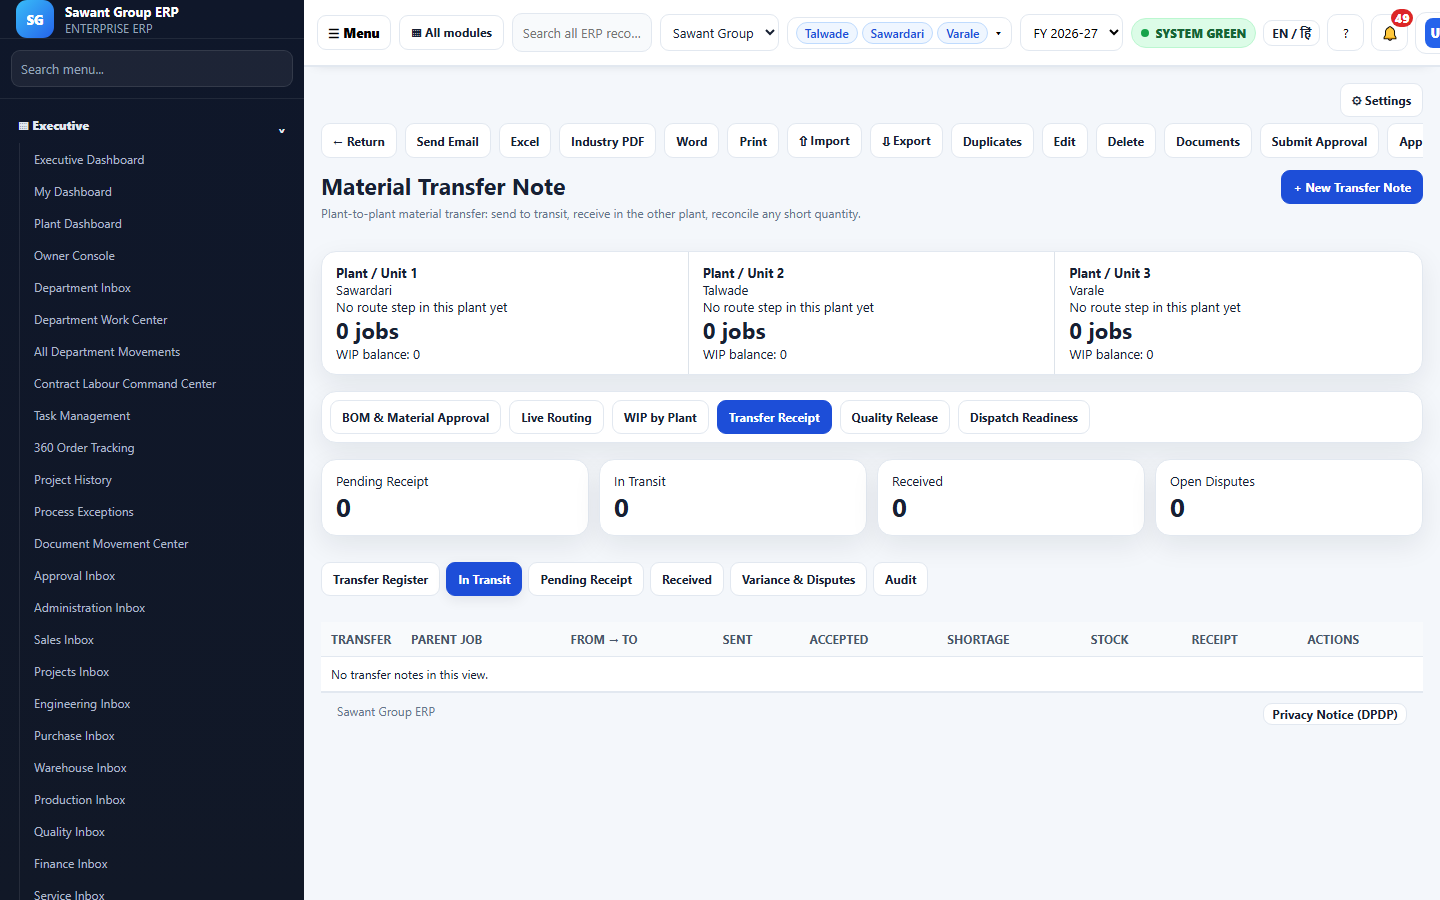 SG
Sawant Group ERP
ENTERPRISE ERP
Search menu...
Executive
Executive Dashboard
My Dashboard
Plant Dashboard
Owner Console
Department Inbox
Department Work Center
All Department Movements
Contract Labour Command Center
Task Management
360 Order Tracking
Project History
Process Exceptions
Document Movement Center
Approval Inbox
Administration Inbox
Sales Inbox
Projects Inbox
Engineering Inbox
Purchase Inbox
Warehouse Inbox
Production Inbox
Quality Inbox
Finance Inbox
Service Inbox
☰ Menu
All modules
Search all ERP reco...
Sawant Group
Talwade
Sawardari
Varale
FY 2026-27
SYSTEM GREEN
EN / हिं
?
49
U
⚙ Settings
← Return
Send Email
Excel
Industry PDF
Word
Print
⇧ Import
⇩ Export
Duplicates
Edit
Delete
Documents
Submit Approval
App
Material Transfer Note
+ New Transfer Note
Plant-to-plant material transfer: send to transit, receive in the other plant, reconcile any short quantity.
Plant / Unit 1
Sawardari
No route step in this plant yet
0 jobs
WIP balance: 0
Plant / Unit 2
Talwade
No route step in this plant yet
0 jobs
WIP balance: 0
Plant / Unit 3
Varale
No route step in this plant yet
0 jobs
WIP balance: 0
BOM & Material Approval
Live Routing
WIP by Plant
Transfer Receipt
Quality Release
Dispatch Readiness
Pending Receipt
0
In Transit
0
Received
0
Open Disputes
0
Transfer Register
In Transit
Pending Receipt
Received
Variance & Disputes
Audit
TRANSFER PARENT JOB FROM → TO SENT ACCEPTED SHORTAGE STOCK RECEIPT ACTIONS
No transfer notes in this view.
Sawant Group ERP
Privacy Notice (DPDP)